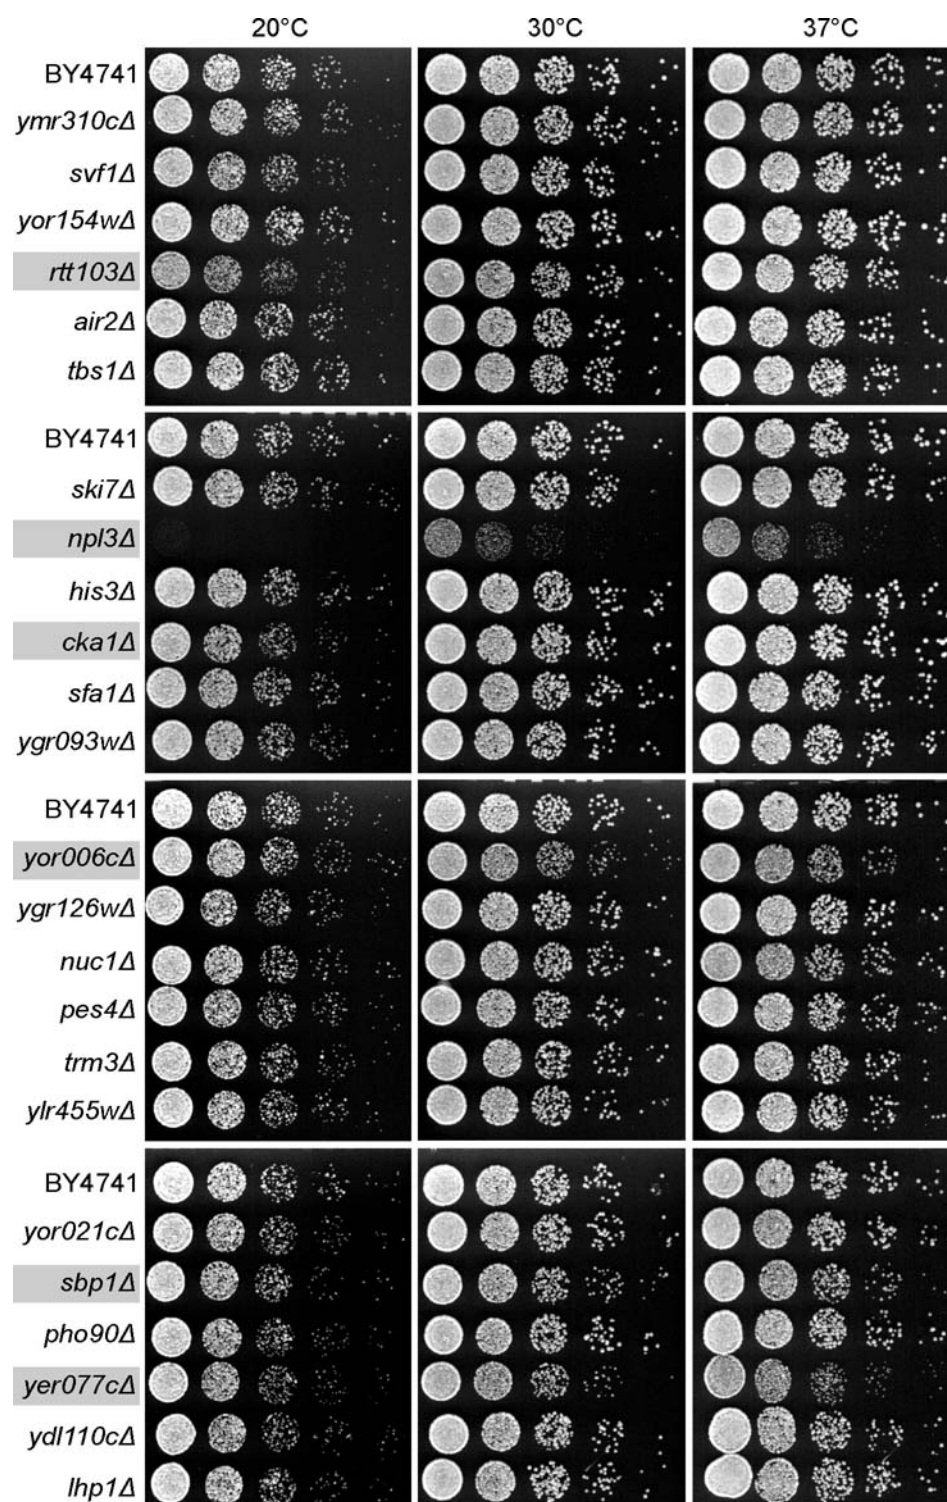 20°C 30°C 37°C
BY4741
ymr310cΔ
svf1Δ
yor154wΔ
rtt103Δ
air2Δ
tbs1Δ
BY4741
ski7Δ
npl3Δ
his3Δ
cka1Δ
sfa1Δ
ygr093wΔ
BY4741
yor006cΔ
ygr126wΔ
nuc1Δ
pes4Δ
trm3Δ
ylr455wΔ
BY4741
yor021cΔ
sbp1Δ
pho90Δ
yer077cΔ
ydl110cΔ
lhp1Δ